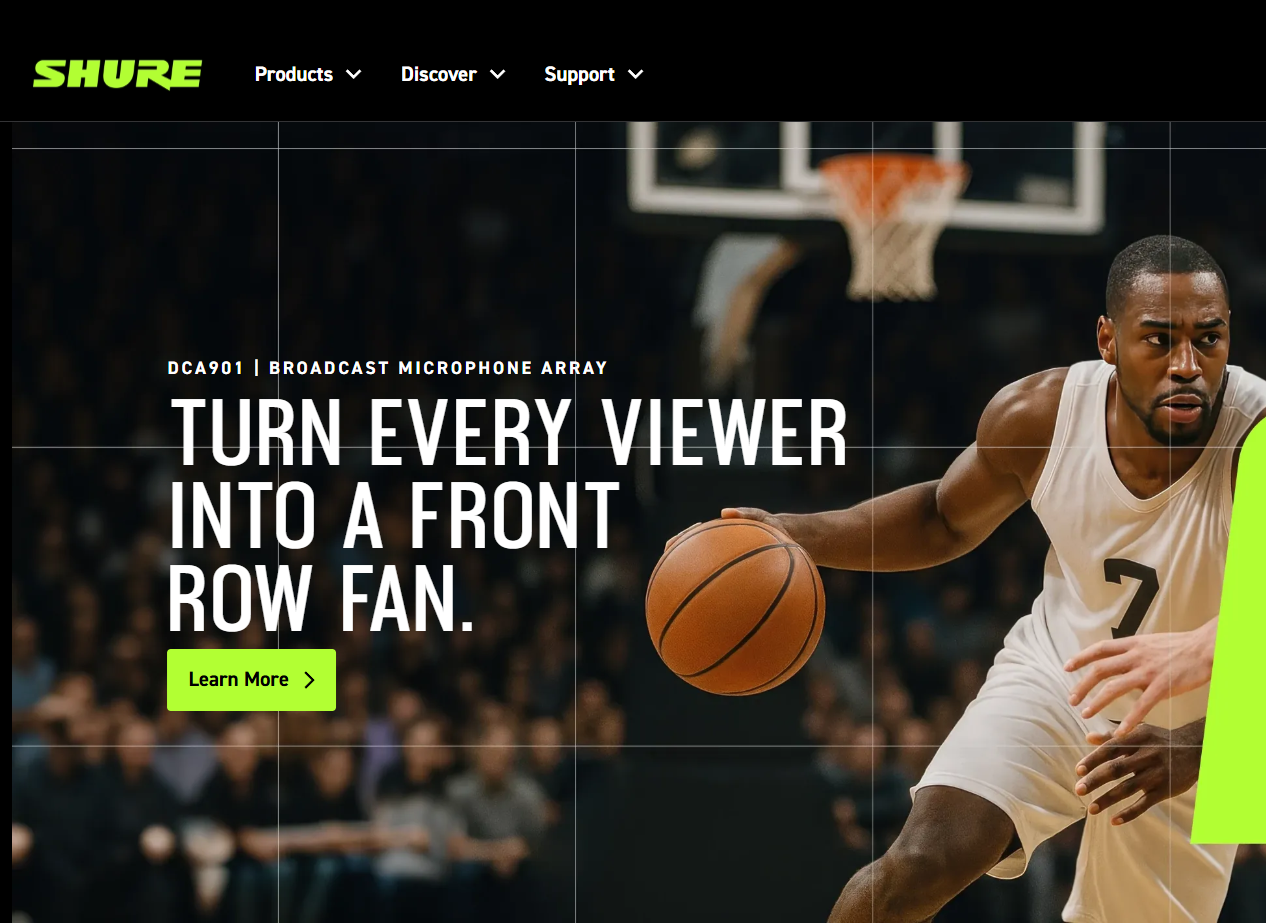 SHURE
Products
Discover
Support
DCA901 | BROADCAST MICROPHONE ARRAY
TURN EVERY VIEWER
INTO A FRONT
ROW FAN.
Learn More
7